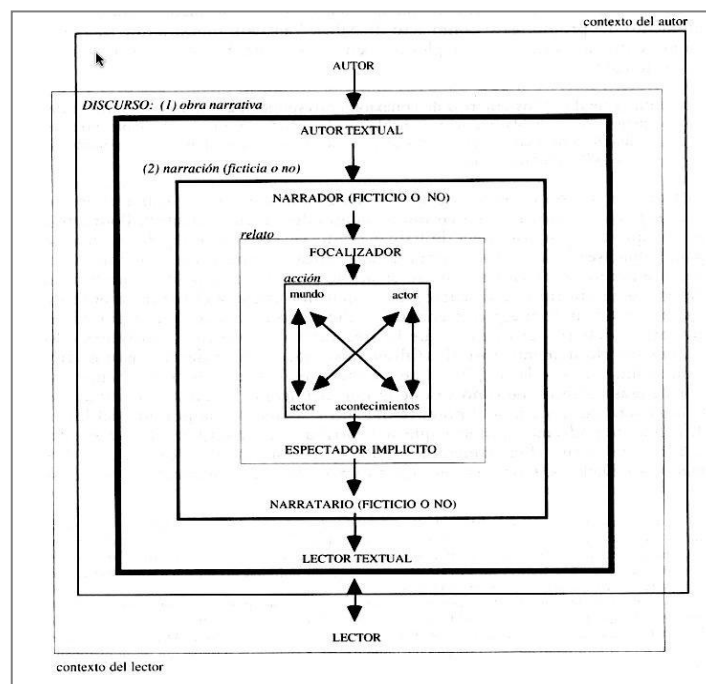 contexto del autor
AUTOR
DISCURSO: (1) obra narrativa
AUTOR TEXTUAL
(2) narración (ficticia o no)
NARRADOR (FICTICIO O NO)
relato
FOCALIZADOR
acción
mundo actor
actor acontecimientos
ESPECTADOR IMPLICITO
NARRATARIO (FICTICIO O NO)
LECTOR TEXTUAL
LECTOR
contexto del lector